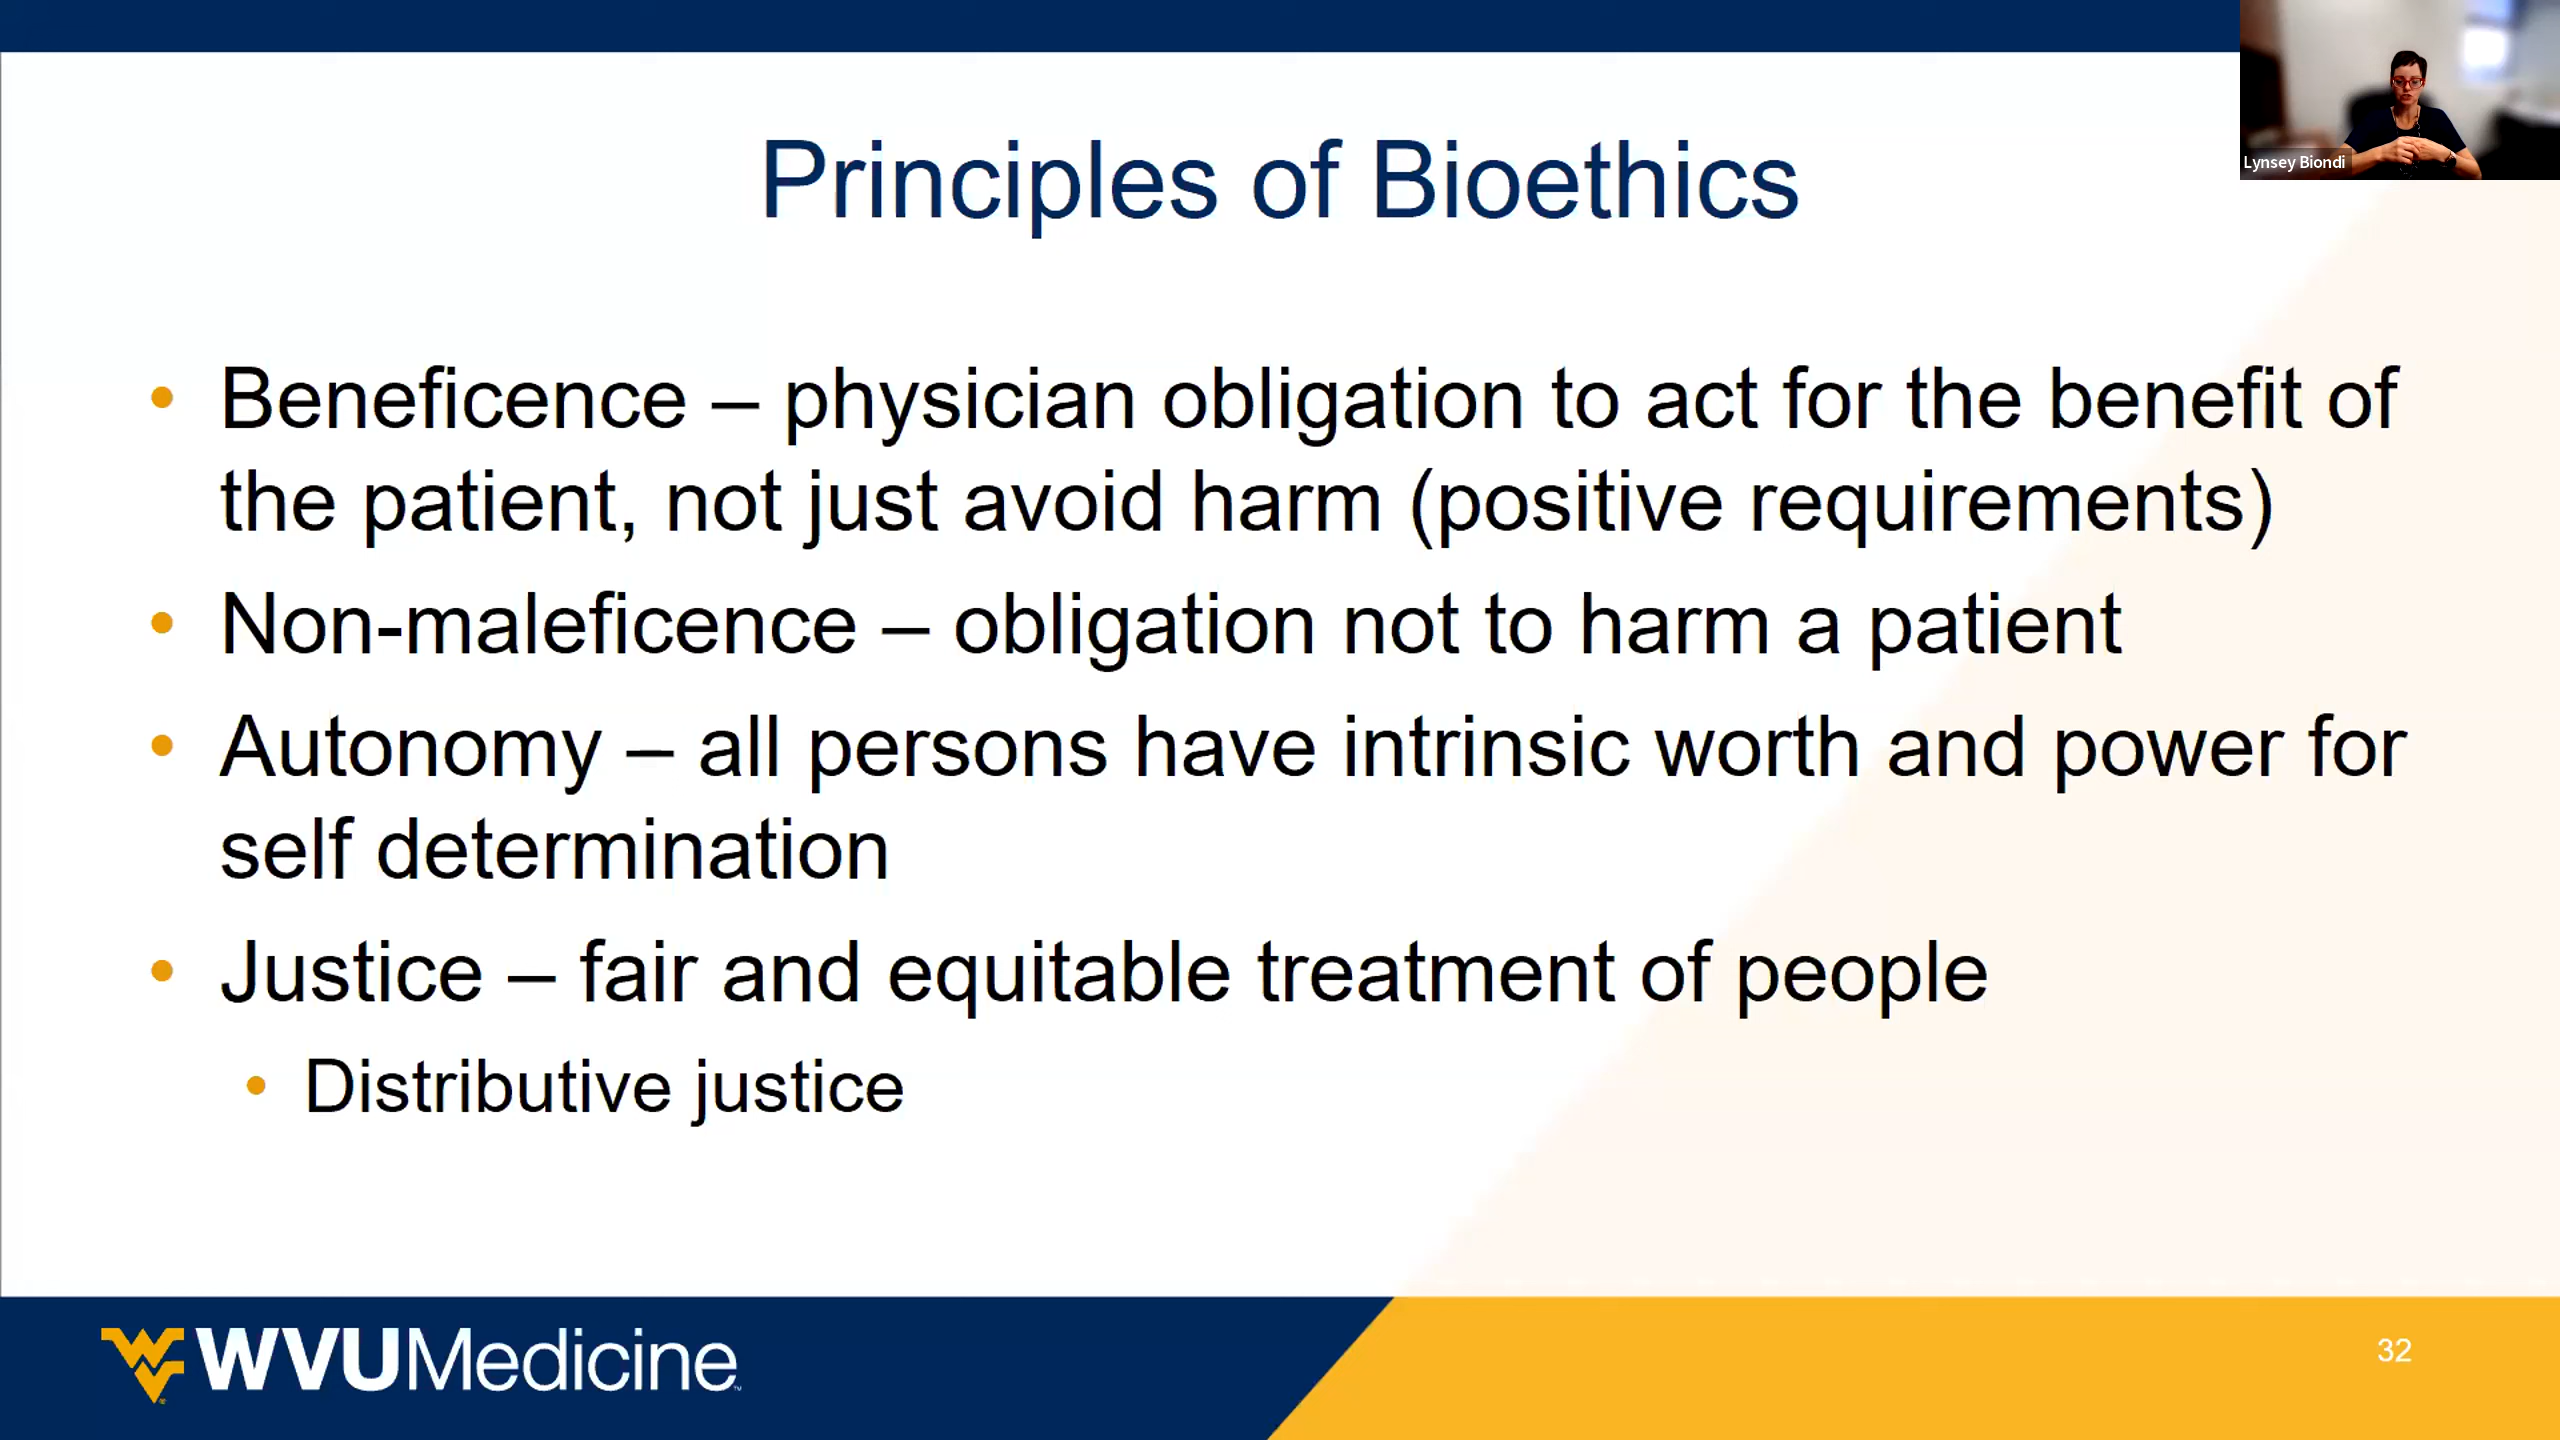 Lynsey Biondi
Principles of Bioethics
• Beneficence – physician obligation to act for the benefit of
the patient, not just avoid harm (positive requirements)
• Non-maleficence – obligation not to harm a patient
• Autonomy – all persons have intrinsic worth and power for
self determination
• Justice – fair and equitable treatment of people
• Distributive justice
WVUMedicine™
32